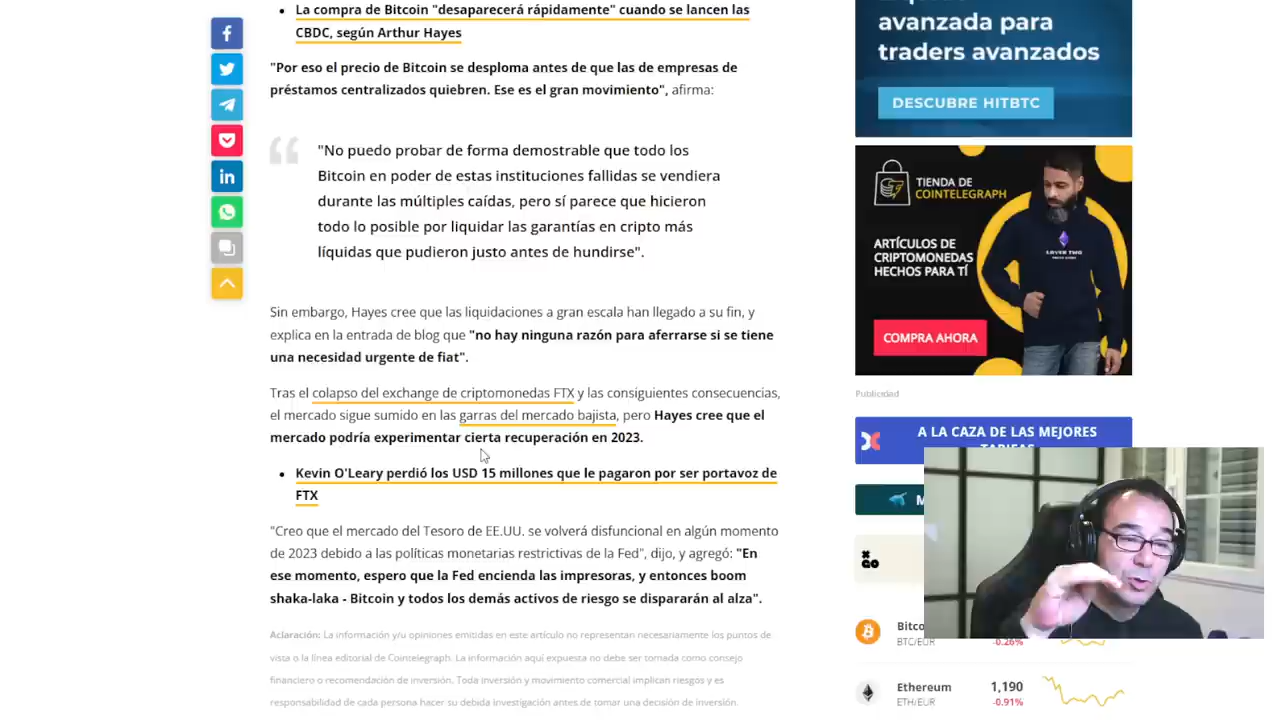 La compra de Bitcoin "desaparecerá rápidamente" cuando se lancen las
CBDC, según Arthur Hayes
"Por eso el precio de Bitcoin se desploma antes de que las de empresas de
préstamos centralizados quiebren. Ese es el gran movimiento", afirma:
"No puedo probar de forma demostrable que todo los
Bitcoin en poder de estas instituciones fallidas se vendiera
durante las múltiples caídas, pero sí parece que hicieron
todo lo posible por liquidar las garantías en cripto más
líquidas que pudieron justo antes de hundirse".
Sin embargo, Hayes cree que las liquidaciones a gran escala han llegado a su fin, y
explica en la entrada de blog que "no hay ninguna razón para aferrarse si se tiene
una necesidad urgente de fiat".
Tras el colapso del exchange de criptomonedas FTX y las consiguientes consecuencias,
el mercado sigue sumido en las garras del mercado bajista, pero Hayes cree que el
mercado podría experimentar cierta recuperación en 2023.
Kevin O'Leary perdió los USD 15 millones que le pagaron por ser portavoz de
FTX
"Creo que el mercado del Tesoro de EE.UU. se volverá disfuncional en algún momento
de 2023 debido a las políticas monetarias restrictivas de la Fed", dijo, y agregó: "En
ese momento, espero que la Fed encienda las impresoras, y entonces boom
shaka-laka - Bitcoin y todos los demás activos de riesgo se dispararán al alza".
Aclaración: La información y/u opiniones emitidas en este artículo no representan necesariamente los puntos de
vista o la línea editorial de Cointelegraph. La información aquí expuesta no debe ser tomada como consejo
financiero o recomendación de inversión. Toda inversión y movimiento comercial implican riesgos y es
responsabilidad de cada persona hacer su debida investigación antes de tomar una decisión de inversión.
avanzada para
traders avanzados
DESCUBRE HITBTC
TIENDA DE
COINTELEGRAPH
ARTÍCULOS DE
CRIPTOMONEDAS
HECHOS PARA TÍ
LAYER TWO
COMPRA AHORA
Publicidad
A LA CAZA DE LAS MEJORES
TARIFAS
M
CO
Bitco
BTC/EUR
-0.26%
Ethereum
1,190
ETH/EUR
-0.91%